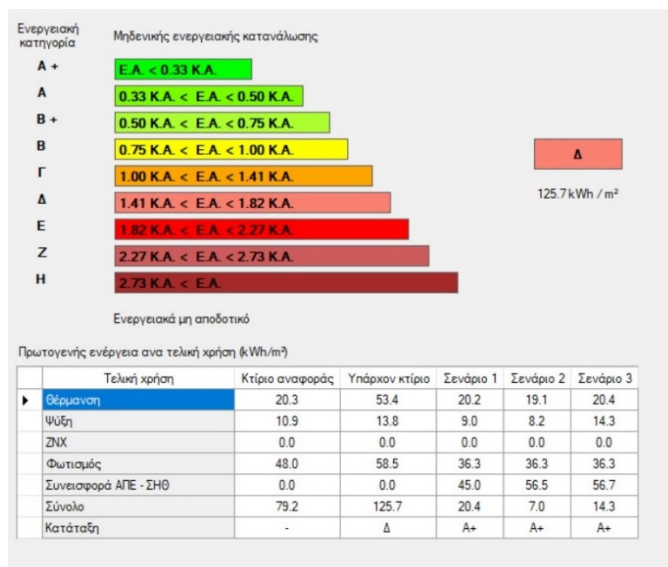 Ενεργειακή
κατηγορία
Μηδενικής ενεργειακής κατανάλωσης
Α +
Ε.Α. < 0.33 Κ.Α.
Α
0.33 Κ.Α. < Ε.Α. < 0.50 Κ.Α.
Β +
0.50 Κ.Α. < Ε.Α. < 0.75 Κ.Α.
Β
0.75 Κ.Α. < Ε.Α. < 1.00 Κ.Α.
Γ
1.00 Κ.Α. < Ε.Α. < 1.41 Κ.Α.
Δ
1.41 Κ.Α. < Ε.Α. < 1.82 Κ.Α.
Ε
1.82 Κ.Α. < Ε.Α. < 2.27 Κ.Α.
Ζ
2.27 Κ.Α. < Ε.Α. < 2.73 Κ.Α.
Η
2.73 Κ.Α. < Ε.Α.
Δ
125.7 kWh / m²
Ενεργειακά μη αποδοτικό
Πρωτογενής ενέργεια ανα τελική χρήση (kWh/m²)
Τελική χρήση Κτίριο αναφοράς Υπάρχον κτίριο Σενάριο 1 Σενάριο 2 Σενάριο 3
Θέρμανση 20.3 53.4 20.2 19.1 20.4
Ψύξη 10.9 13.8 9.0 8.2 14.3
ΖΝΧ 0.0 0.0 0.0 0.0 0.0
Φωτισμός 48.0 58.5 36.3 36.3 36.3
Συνεισφορά ΑΠΕ - ΣΗΘ 0.0 0.0 45.0 56.5 56.7
Σύνολο 79.2 125.7 20.4 7.0 14.3
Κατάταξη - Δ Α+ Α+ Α+